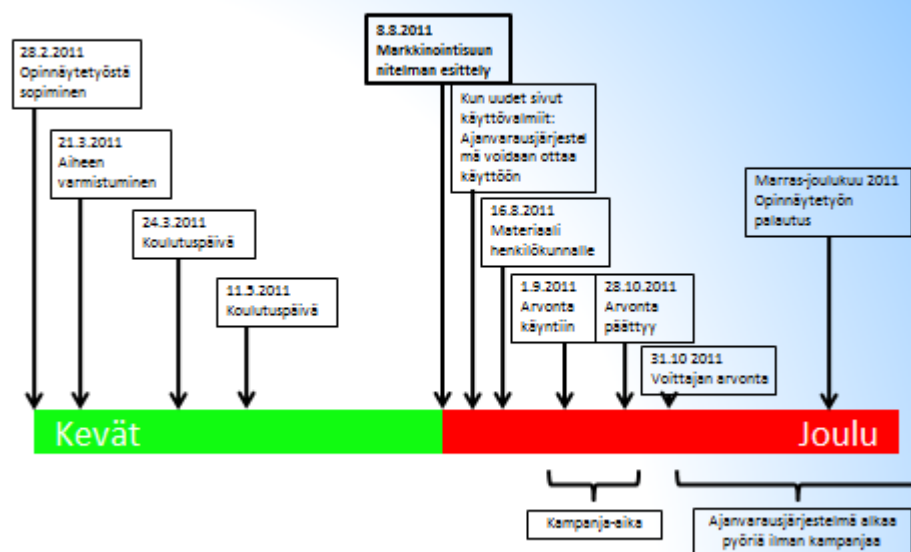 28.2.2011
Opinnäytetyöstä
sopiminen
21.3.2011
Aiheen
varmistuminen
24.3.2011
Koulutuspäivä
11.5.2011
Koulutuspäivä
8.8.2011
Markkinointisuun
nitelman esittely
Kun uudet sivut
käyttövalmiit:
Ajanvarausjärjestel
mä voidaan ottaa
käyttöön
16.8.2011
Materiaali
henkilökunnalle
1.9.2011
Arvonta
käyntiin
28.10.2011
Arvonta
päättyy
31.10 2011
Voittajan arvonta
Marras-joulukuu 2011
Opinnäytetyön
palautus
Kevät
Joulu
Kampanja-aika
Ajanvarausjärjestelmä alkaa
pyöriä ilman kampanjaa